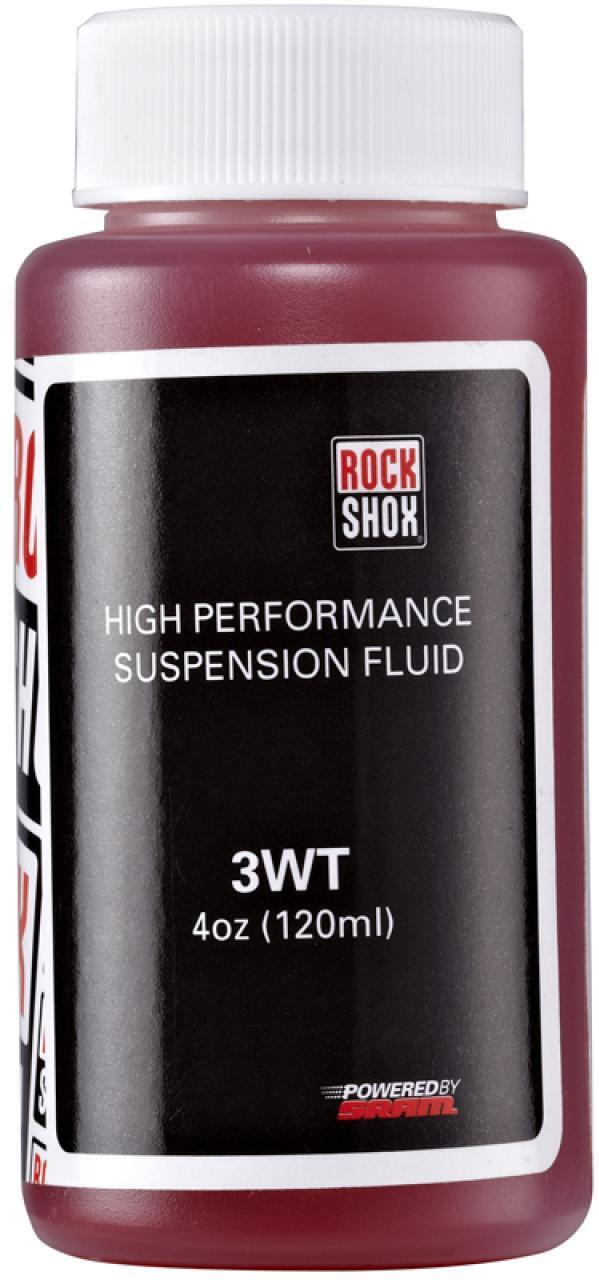 ROCK
SHOX
HIGH PERFORMANCE
SUSPENSION FLUID
3WT
4oz (120ml)
POWERED BY
SRAM